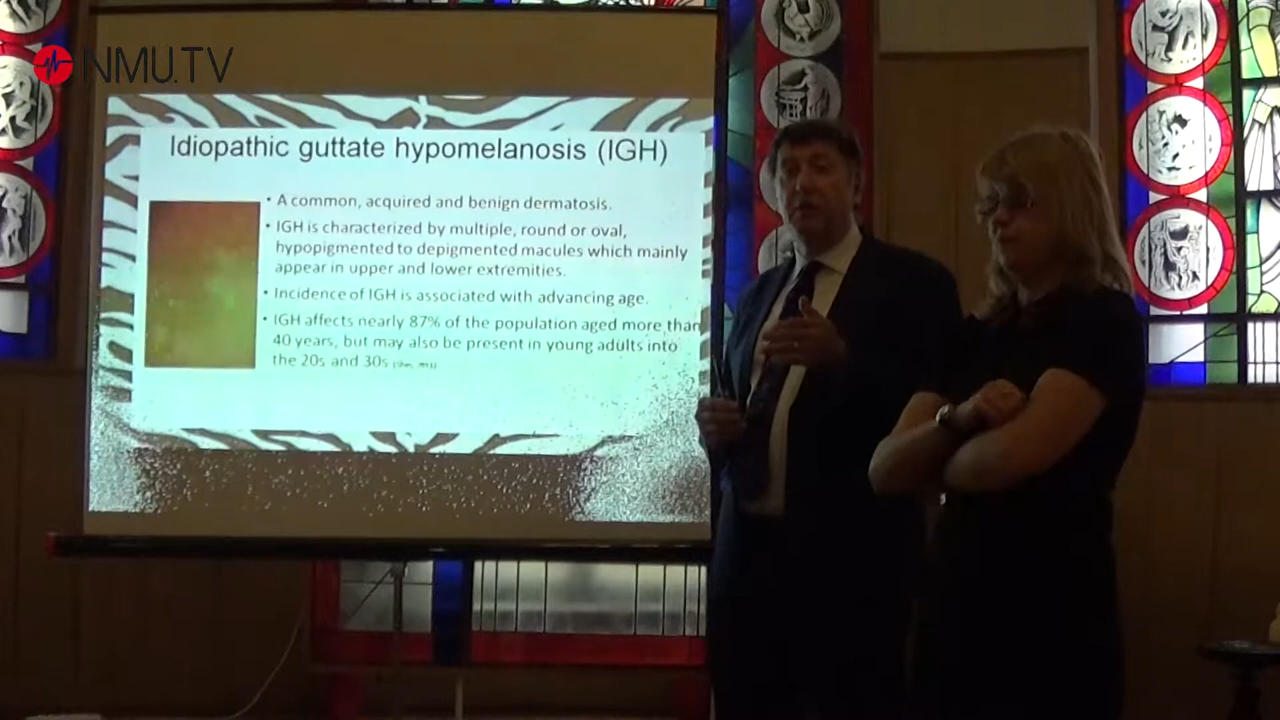 NMU.TV
Idiopathic guttate hypomelanosis (IGH)
• A common, acquired and benign dermatosis.
• IGH is characterized by multiple, round or oval,
hypopigmented to depigmented macules which mainly
appear in upper and lower extremities.
• Incidence of IGH is associated with advancing age.
• IGH affects nearly 87% of the population aged more than
40 years, but may also be present in young adults into
the 20s and 30s